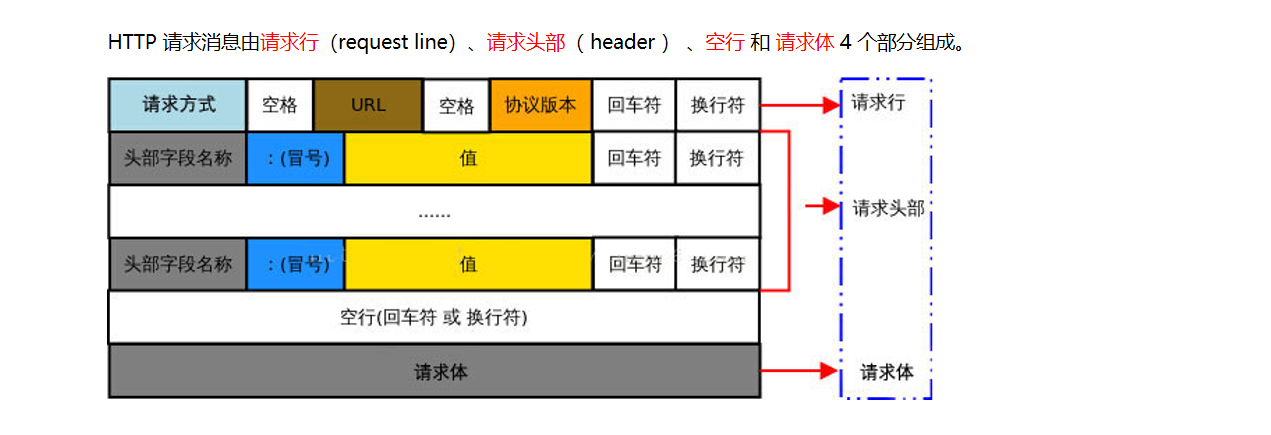 HTTP 请求消息由请求行（request line）、请求头部（ header ） 、空行 和 请求体 4 个部分组成。
请求方式 空格 URL 空格 协议版本 回车符 换行符 请求行
头部字段名称 : (冒号) 值 回车符 换行符
...... 请求头部
头部字段名称 : (冒号) 值 回车符 换行符
空行(回车符 或 换行符)
请求体 请求体